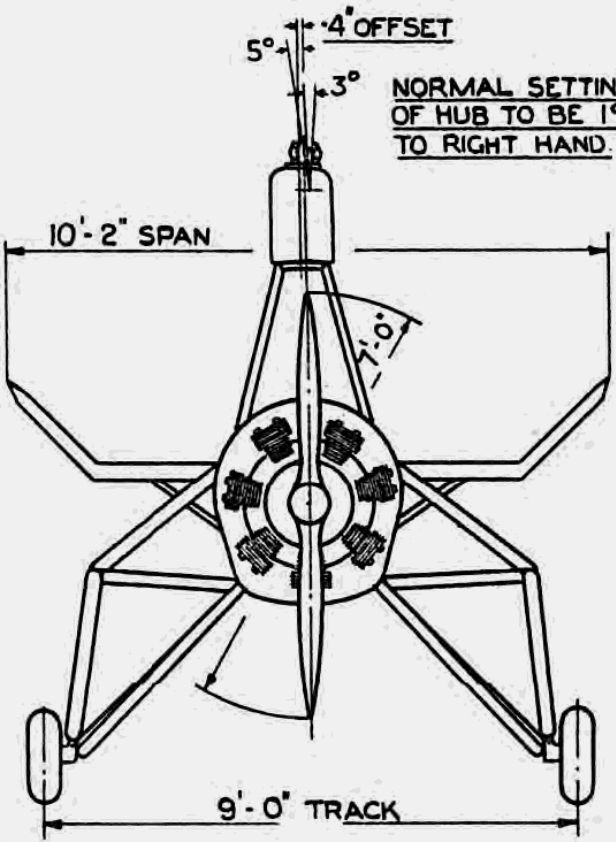 ·4" OFFSET
5°
3°
NORMAL SETTIN
OF HUB TO BE 1°
TO RIGHT HAND.
10'-2" SPAN
7'-0"
9'-0" TRACK